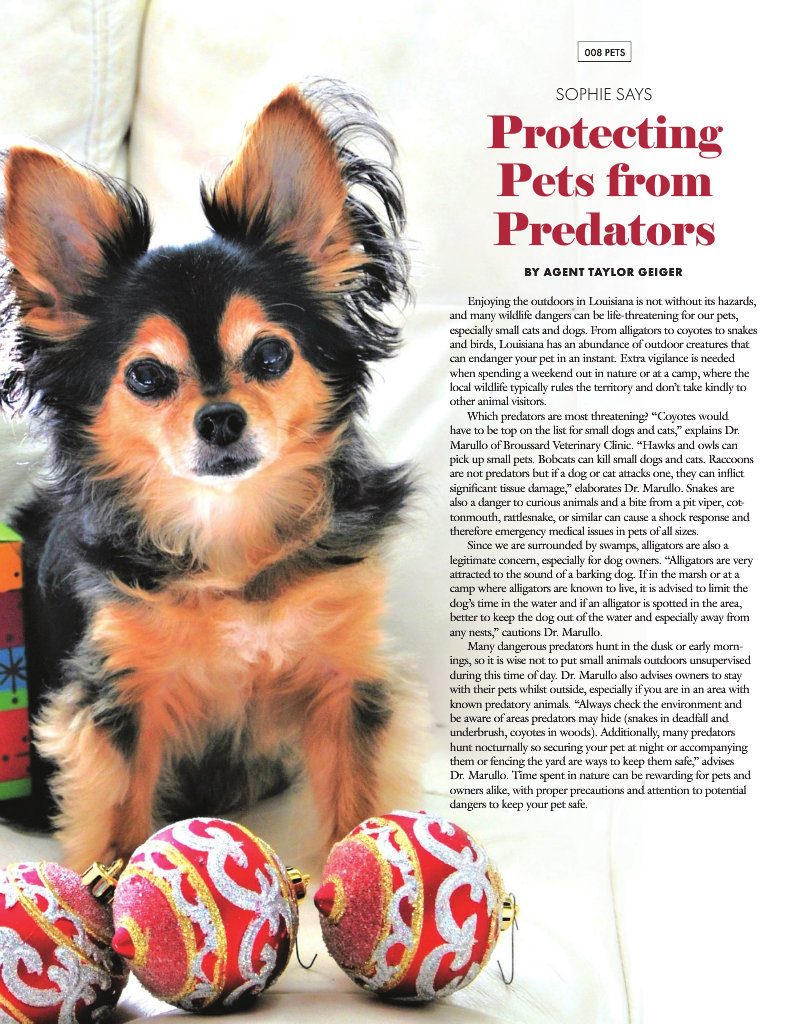 008 PETS
SOPHIE SAYS
Protecting
Pets from
Predators
BY AGENT TAYLOR GEIGER
Enjoying the outdoors in Louisiana is not without its hazards,
and many wildlife dangers can be life-threatening for our pets,
especially small cats and dogs. From alligators to coyotes to snakes
and birds, Louisiana has an abundance of outdoor creatures that
can endanger your pet in an instant. Extra vigilance is needed
when spending a weekend out in nature or at a camp, where the
local wildlife typically rules the territory and don't take kindly to
other animal visitors.
Which predators are most threatening? “Coyotes would
have to be top on the list for small dogs and cats,” explains Dr.
Marullo of Broussard Veterinary Clinic. “Hawks and owls can
pick up small pets. Bobcats can kill small dogs and cats. Raccoons
are not predators but if a dog or cat attacks one, they can inflict
significant tissue damage,” elaborates Dr. Marullo. Snakes are
also a danger to curious animals and a bite from a pit viper, cot-
tonmouth, rattlesnake, or similar can cause a shock response and
therefore emergency medical issues in pets of all sizes.
Since we are surrounded by swamps, alligators are also a
legitimate concern, especially for dog owners. “Alligators are very
attracted to the sound of a barking dog. If in the marsh or at a
camp where alligators are known to live, it is advised to limit the
dog's time in the water and if an alligator is spotted in the area,
better to keep the dog out of the water and especially away from
any nests,” cautions Dr. Marullo.
Many dangerous predators hunt in the dusk or early morn-
ings, so it is wise not to put small animals outdoors unsupervised
during this time of day. Dr. Marullo also advises owners to stay
with their pets whilst outside, especially if you are in an area with
known predatory animals. “Always check the environment and
be aware of areas predators may hide (snakes in deadfall and
underbrush, coyotes in woods). Additionally, many predators
hunt nocturnally so securing your pet at night or accompanying
them or fencing the yard are ways to keep them safe,” advises
Dr. Marullo. Time spent in nature can be rewarding for pets and
owners alike, with proper precautions and attention to potential
dangers to keep your pet safe.